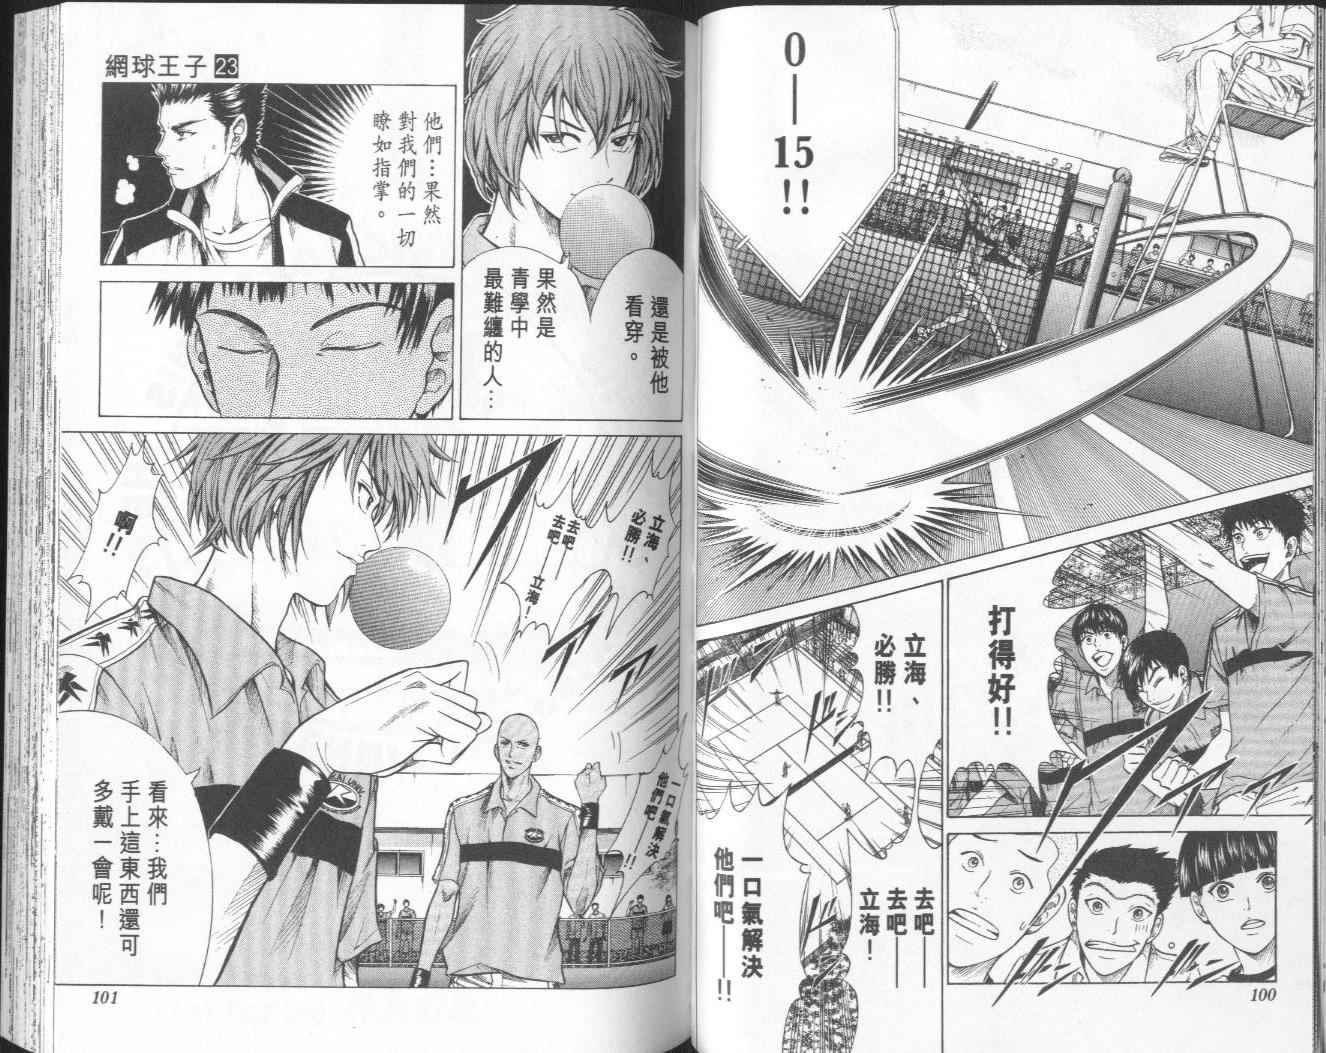 0—15!!
打得好!!
立海、
必勝!!
去吧——
去吧——
立海!
一口氣解決
他們吧——!!
100
網球王子 23
還是被他
看穿。
果然是
青學中
最難纏的人…
他們…果然
對我們的一切
瞭如指掌。
立海、
必勝!!
去吧——
去吧——立海!
啊!!
一口氣解決
他們吧——!!
看來…我們
手上這東西還可
多戴一會呢!
101